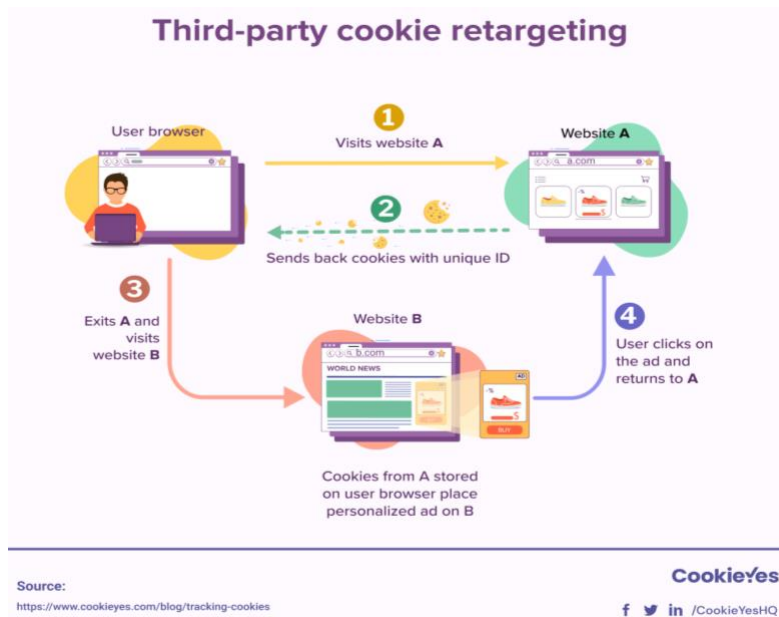 Third-party cookie retargeting
User browser
1
Visits website A
Website A
a.com
2
Sends back cookies with unique ID
3
Exits A and
visits
website B
Website B
b.com
WORLD NEWS
AD
BUY
4
User clicks on
the ad and
returns to A
Cookies from A stored
on user browser place
personalized ad on B
CookieYes
Source:
https://www.cookieyes.com/blog/tracking-cookies
/CookieYesHQ